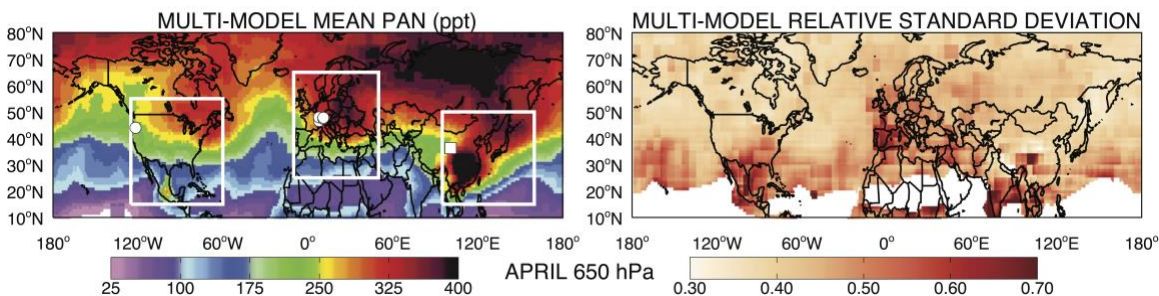 MULTI-MODEL MEAN PAN (ppt)
MULTI-MODEL RELATIVE STANDARD DEVIATION
80°N
70°N
60°N
50°N
40°N
30°N
20°N
10°N
180° 120°W 60°W 0° 60°E 120°E 180°
80°N
70°N
60°N
50°N
40°N
30°N
20°N
10°N
180° 120°W 60°W 0° 60°E 120°E 180°
25 100 175 250 325 400
APRIL 650 hPa
0.30 0.40 0.50 0.60 0.70